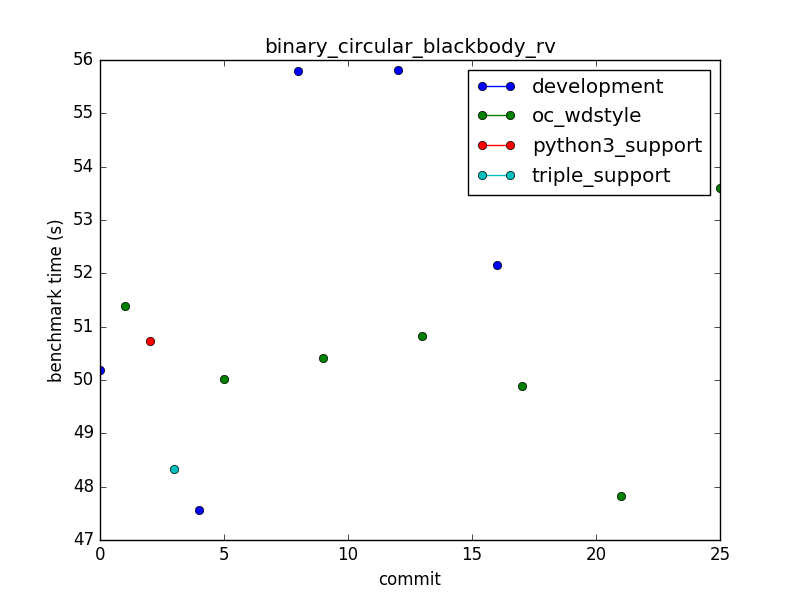 binary_circular_blackbody_rv
56
55
54
53
52
51
50
49
48
47
benchmark time (s)
development
oc_wdstyle
python3_support
triple_support
0
5
10
15
20
25
commit